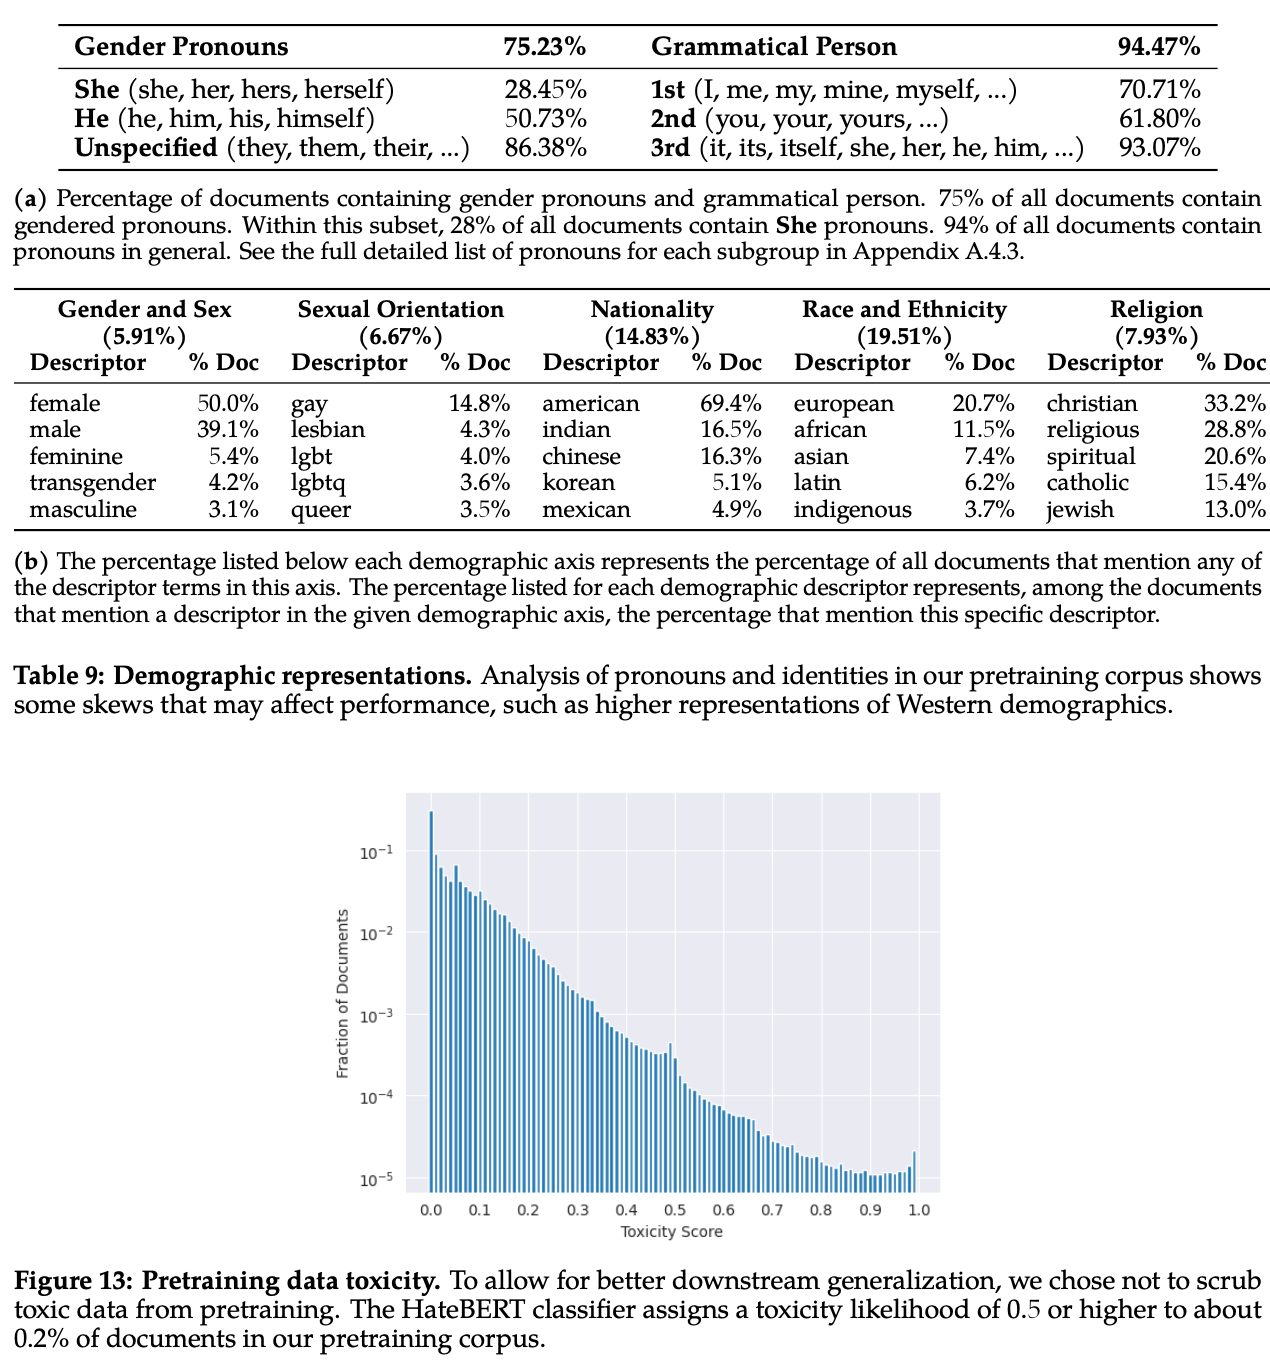 Gender Pronouns 75.23% Grammatical Person 94.47%
She (she, her, hers, herself) 28.45% 1st (I, me, my, mine, myself, ...) 70.71%
He (he, him, his, himself) 50.73% 2nd (you, your, yours, ...) 61.80%
Unspecified (they, them, their, ...) 86.38% 3rd (it, its, itself, she, her, he, him, ...) 93.07%
(a) Percentage of documents containing gender pronouns and grammatical person. 75% of all documents contain
gendered pronouns. Within this subset, 28% of all documents contain She pronouns. 94% of all documents contain
pronouns in general. See the full detailed list of pronouns for each subgroup in Appendix A.4.3.
Gender and Sex Sexual Orientation Nationality Race and Ethnicity Religion
(5.91%) (6.67%) (14.83%) (19.51%) (7.93%)
Descriptor % Doc Descriptor % Doc Descriptor % Doc Descriptor % Doc Descriptor % Doc
female 50.0% gay 14.8% american 69.4% european 20.7% christian 33.2%
male 39.1% lesbian 4.3% indian 16.5% african 11.5% religious 28.8%
feminine 5.4% lgbt 4.0% chinese 16.3% asian 7.4% spiritual 20.6%
transgender 4.2% lgbtq 3.6% korean 5.1% latin 6.2% catholic 15.4%
masculine 3.1% queer 3.5% mexican 4.9% indigenous 3.7% jewish 13.0%
(b) The percentage listed below each demographic axis represents the percentage of all documents that mention any of
the descriptor terms in this axis. The percentage listed for each demographic descriptor represents, among the documents
that mention a descriptor in the given demographic axis, the percentage that mention this specific descriptor.
Table 9: Demographic representations. Analysis of pronouns and identities in our pretraining corpus shows
some skews that may affect performance, such as higher representations of Western demographics.
Fraction of Documents
10⁻¹
10⁻²
10⁻³
10⁻⁴
10⁻⁵
0.0 0.1 0.2 0.3 0.4 0.5 0.6 0.7 0.8 0.9 1.0
Toxicity Score
Figure 13: Pretraining data toxicity. To allow for better downstream generalization, we chose not to scrub
toxic data from pretraining. The HateBERT classifier assigns a toxicity likelihood of 0.5 or higher to about
0.2% of documents in our pretraining corpus.